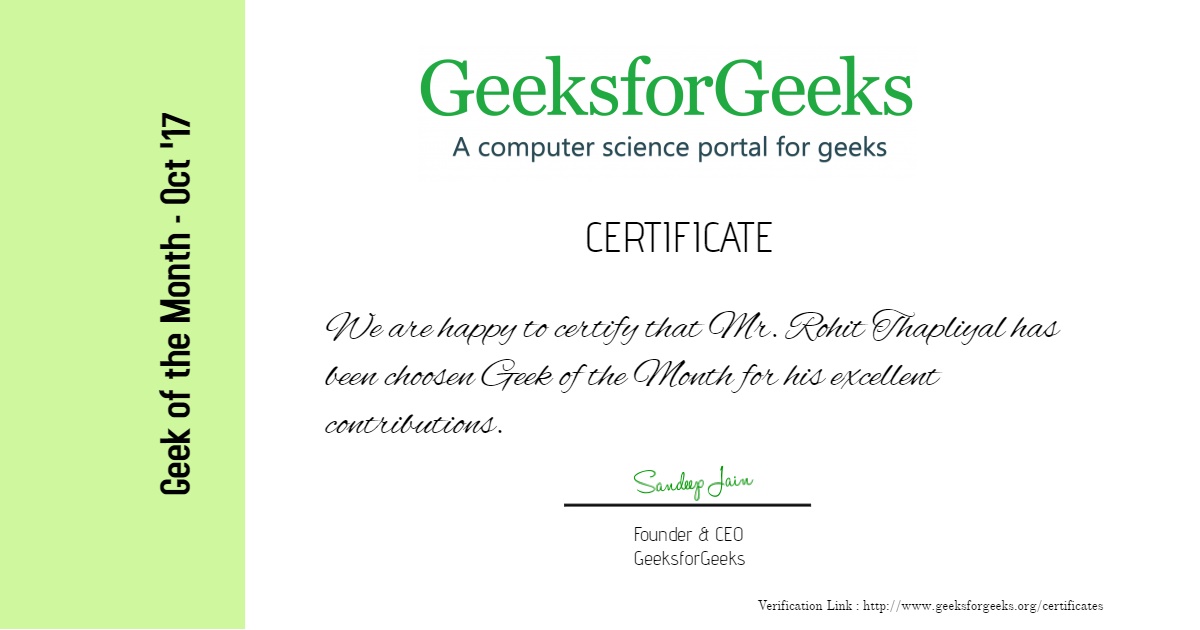 Geek of the Month - Oct '17
GeeksforGeeks
A computer science portal for geeks
CERTIFICATE
We are happy to certify that Mr. Rohit Thapliyal has
been choosen Geek of the Month for his excellent
contributions.
Sandeep Jain
Founder & CEO
GeeksforGeeks
Verification Link : http://www.geeksforgeeks.org/certificates